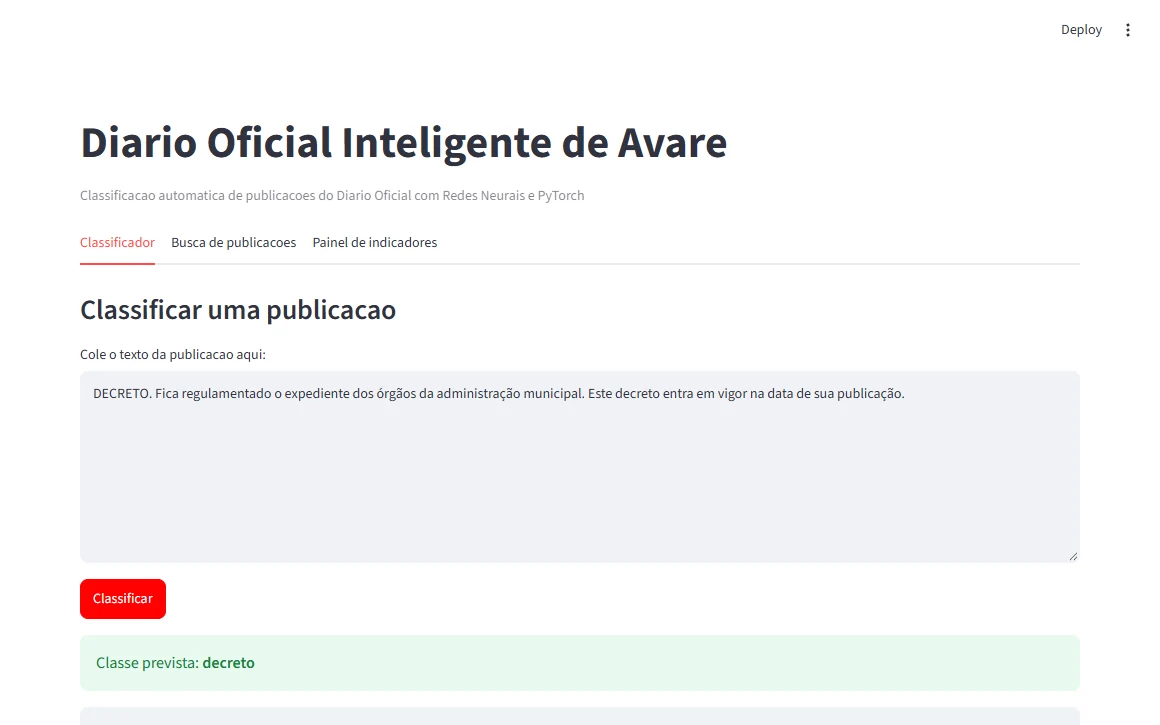 Deploy
Diario Oficial Inteligente de Avare
Classificacao automatica de publicacoes do Diario Oficial com Redes Neurais e PyTorch
Classificador Busca de publicacoes Painel de indicadores
Classificar uma publicacao
Cole o texto da publicacao aqui:
DECRETO. Fica regulamentado o expediente dos órgãos da administração municipal. Este decreto entra em vigor na data de sua publicação.
Classificar
Classe prevista: decreto